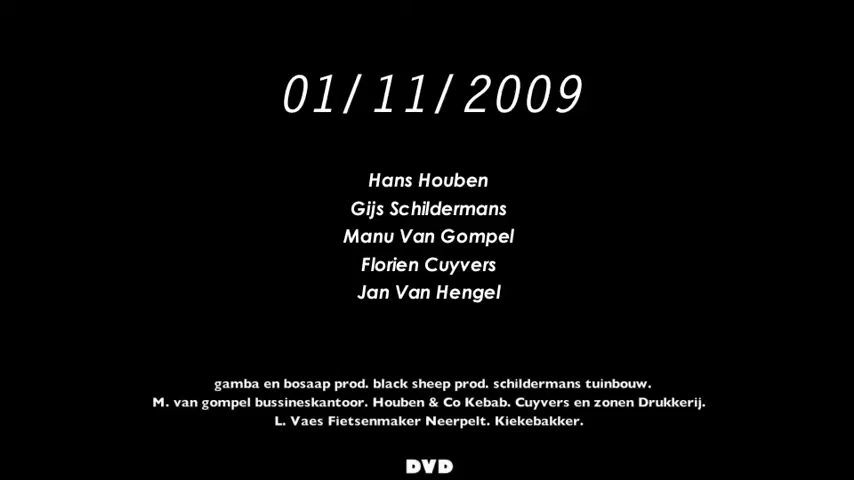 01/11/2009
Hans Houben
Gijs Schildermans
Manu Van Gompel
Florien Cuyvers
Jan Van Hengel
gamba en bosaap prod. black sheep prod. schildermans tuinbouw.
M. van gompel bussineskantoor. Houben & Co Kebab. Cuyvers en zonen Drukkerij.
L. Vaes Fietsenmaker Neerpelt. Kiekebakker.
DVD